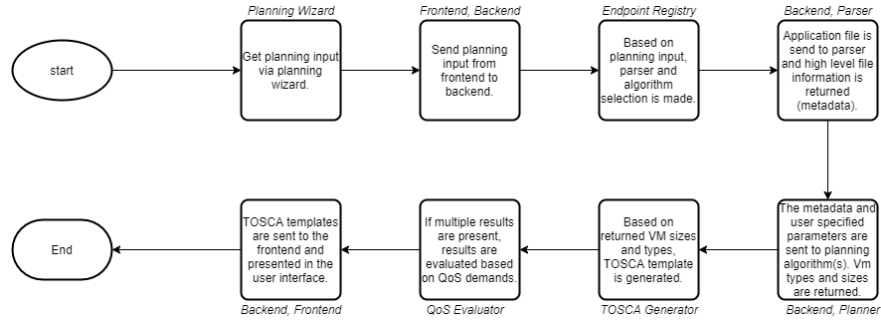 Planning Wizard
Frontend, Backend
Endpoint Registry
Backend, Parser
start
Get planning input
via planning
wizard.
Send planning
input from
frontend to
backend.
Based on
planning input,
parser and
algorithm
selection is made.
Application file is
send to parser
and high level file
information is
returned
(metadata).
End
TOSCA templates
are sent to the
frontend and
presented in the
user interface.
If multiple results
are present,
results are
evaluated based
on QoS demands.
Based on
returned VM sizes
and types,
TOSCA template
is generated.
The metadata and
user specified
parameters are
sent to planning
algorithm(s). Vm
types and sizes
are returned.
Backend, Frontend
QoS Evaluator
TOSCA Generator
Backend, Planner